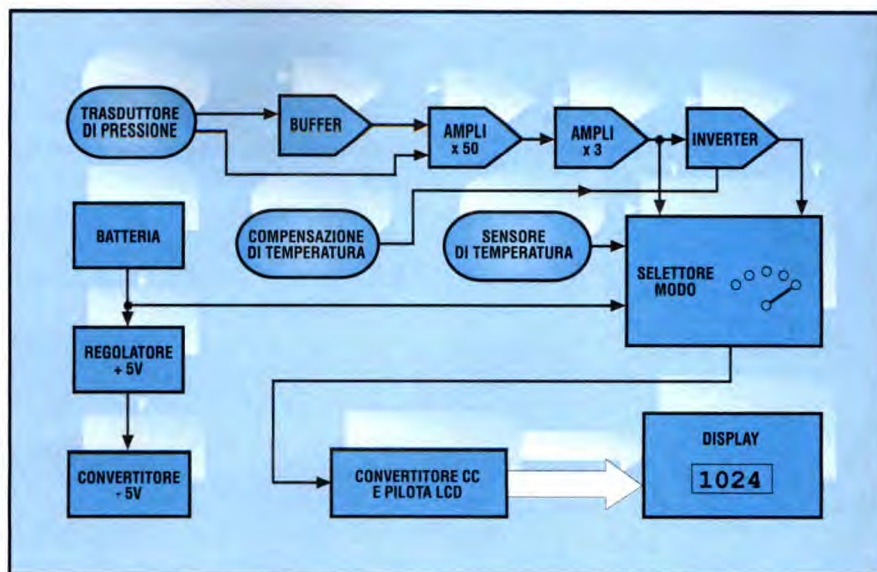 TRASDUTTORE
DI PRESSIONE
BUFFER
AMPLI
x 50
AMPLI
x 3
INVERTER
BATTERIA
COMPENSAZIONE
DI TEMPERATURA
SENSORE
DI TEMPERATURA
SELETTORE
MODO
REGOLATORE
+ 5V
CONVERTITORE
- 5V
CONVERTITORE CC
E PILOTA LCD
DISPLAY
1024